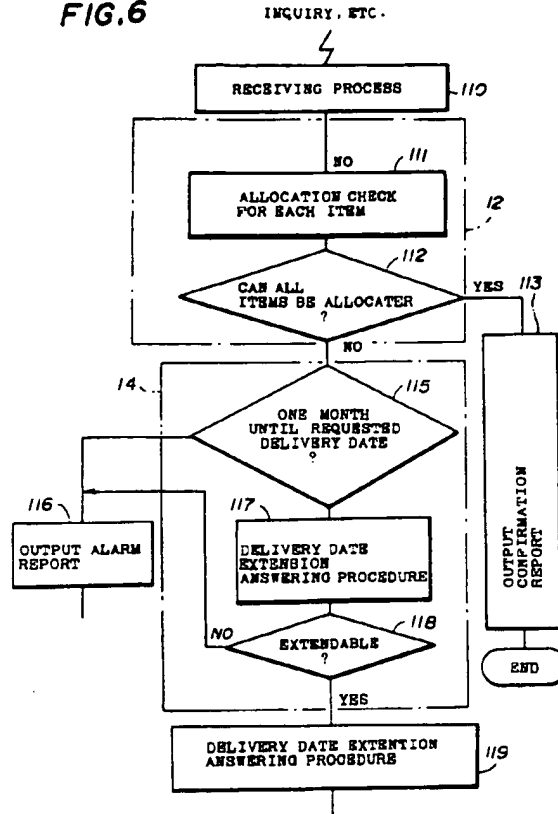 FIG.6
INQUIRY, ETC.
RECEIVING PROCESS
110
NO
111
ALLOCATION CHECK
FOR EACH ITEM
12
112
CAN ALL
ITEMS BE ALLOCATER
?
YES
113
NO
OUTPUT
CONFIRMATION
REPORT
END
14
115
ONE MONTH
UNTIL REQUESTED
DELIVERY DATE
?
116
OUTPUT ALARM
REPORT
117
DELIVERY DATE
EXTENSION
ANSWERING PROCEDURE
118
NO
EXTENDABLE
?
YES
DELIVERY DATE EXTENTION
ANSWERING PROCEDURE
119